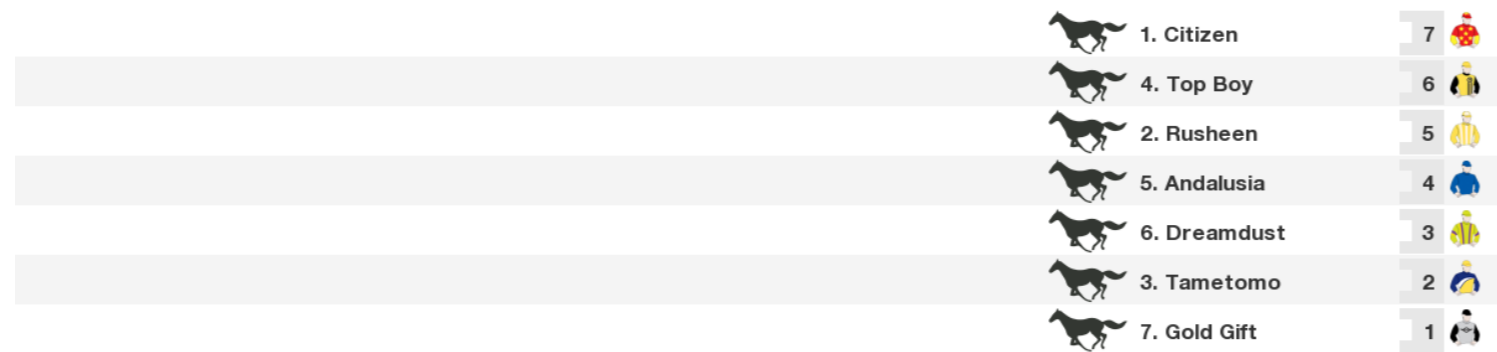 1. Citizen 7
4. Top Boy 6
2. Rusheen 5
5. Andalusia 4
6. Dreamdust 3
3. Tametomo 2
7. Gold Gift 1